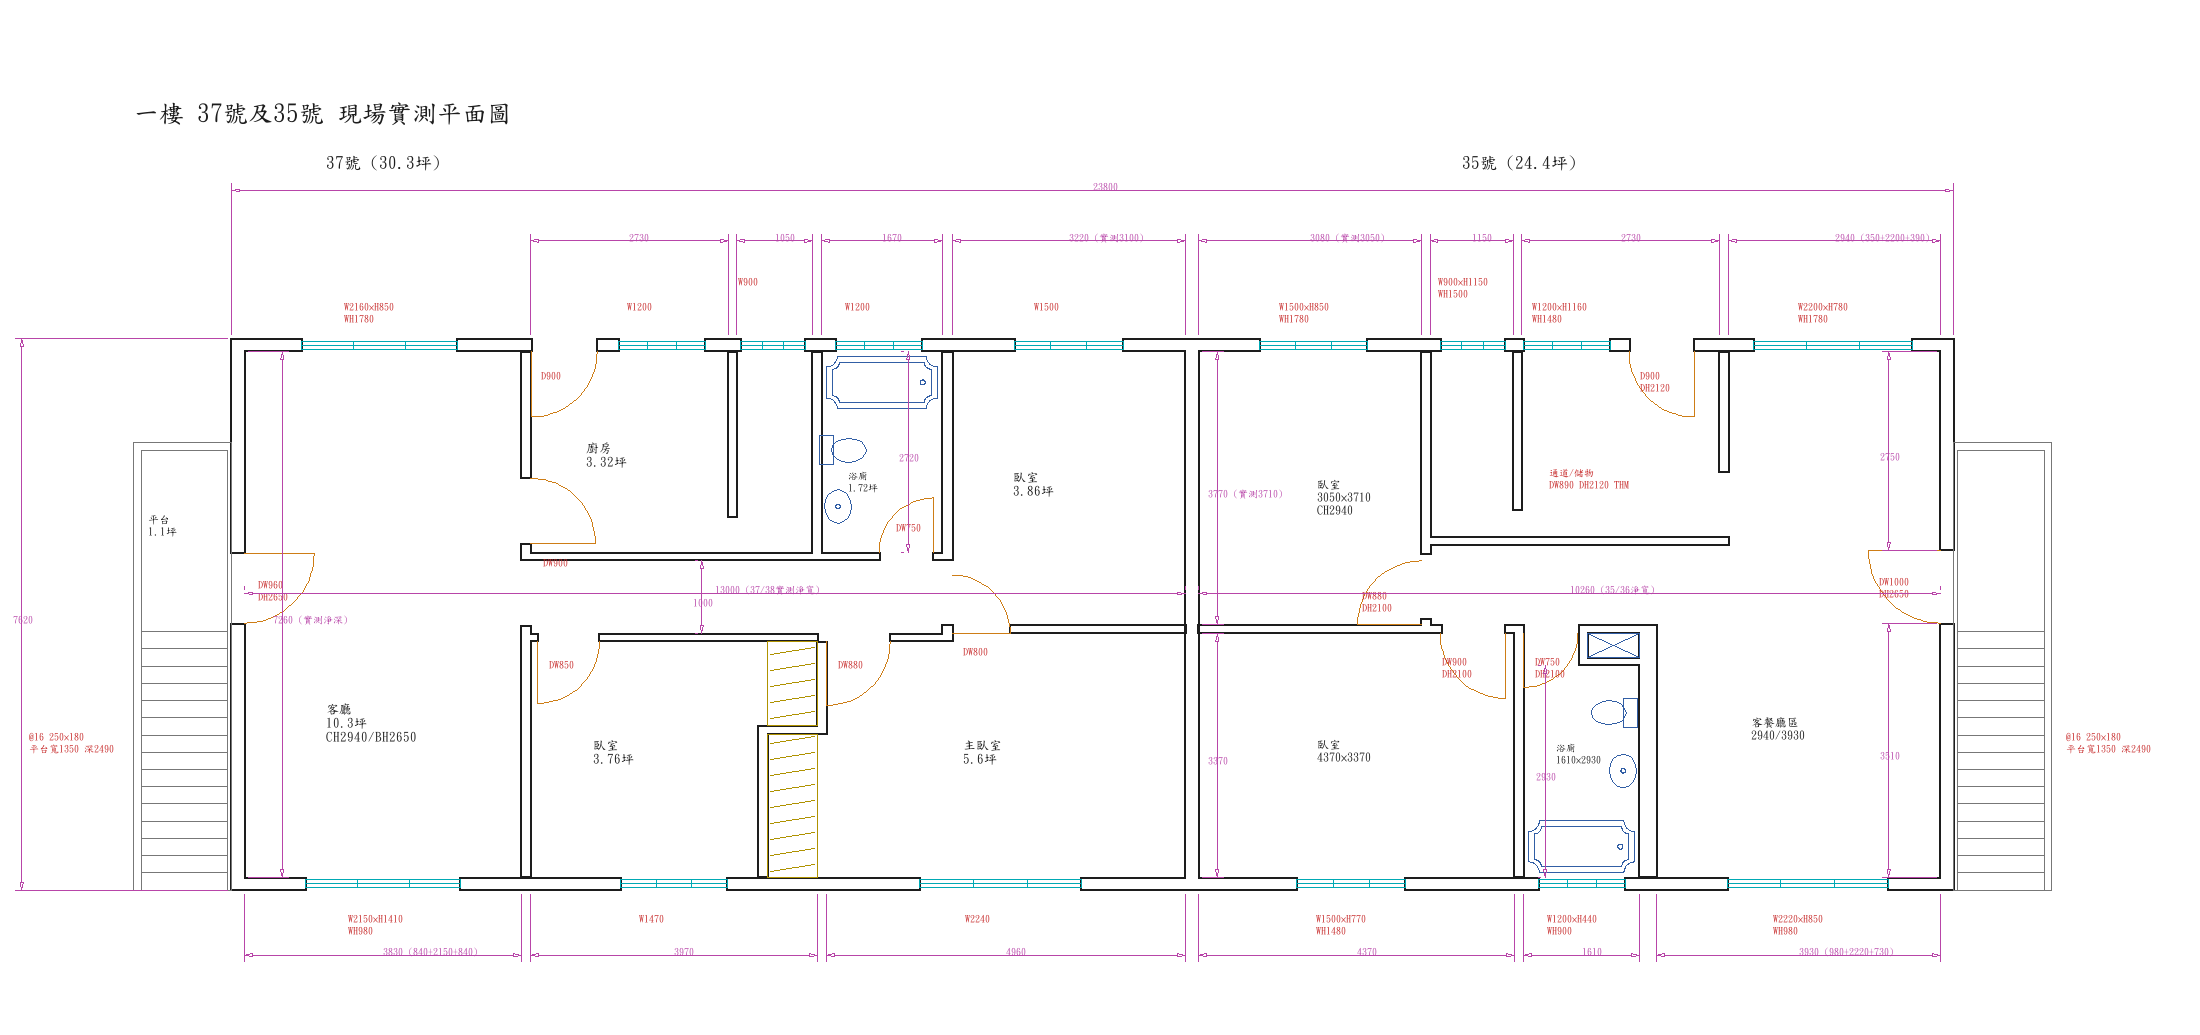 一樓 37號及35號 現場實測平面圖
37號 (30.3坪)
35號 (24.4坪)
23800
2730
1050
1670
3220 (實測3100)
3080 (實測3050)
1150
2730
2940 (350+2200+390)
W2160×H850
WH1780
W1200
W900
W1200
W1500
W1500×H850
WH1780
W900×H1150
WH1500
W1200×H1160
WH1480
W2200×H780
WH1780
D900
D900
DH2120
廚房
3.32坪
浴廁
1.72坪
2720
臥室
3.86坪
臥室
3050×3710
CH2940
3770 (實測3710)
通道/儲物
DW890 DH2120 THM
2750
平台
1.1坪
DW750
DW900
DW960
DH2650
13000 (37/38實測淨寬)
1000
10260 (35/36淨寬)
DW880
DH2100
DW1000
DH2650
7620
7260 (實測淨深)
DW850
DW880
DW800
DW900
DH2100
DW750
DH2100
客廳
10.3坪
CH2940/BH2650
臥室
3.76坪
主臥室
5.6坪
3370
臥室
4370×3370
浴廁
1610×2930
2930
客餐廳區
2940/3930
3510
@16 250×180
平台寬1350 深2490
@16 250×180
平台寬1350 深2490
W2150×H1410
WH980
W1470
W2240
W1500×H770
WH1480
W1200×H440
WH900
W2220×H850
WH980
3830 (840+2150+840)
3970
4960
4370
1610
3930 (980+2220+730)